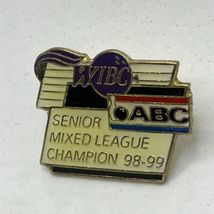 WIBC
ABC
SENIOR
MIXED LEAGUE
CHAMPION 98-99